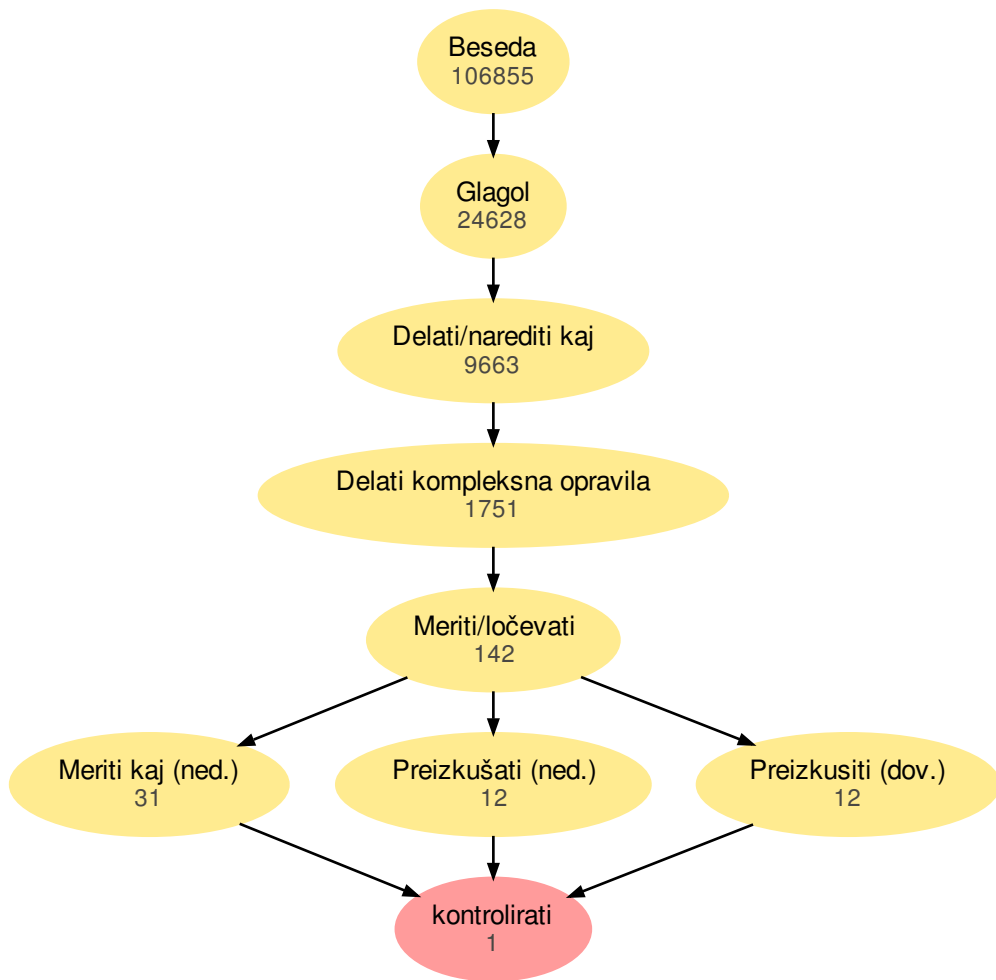 Beseda
106855
Glagol
24628
Delati/narediti kaj
9663
Delati kompleksna opravila
1751
Meriti/ločevati
142
Meriti kaj (ned.)
31
Preizkušati (ned.)
12
Preizkusiti (dov.)
12
kontrolirati
1